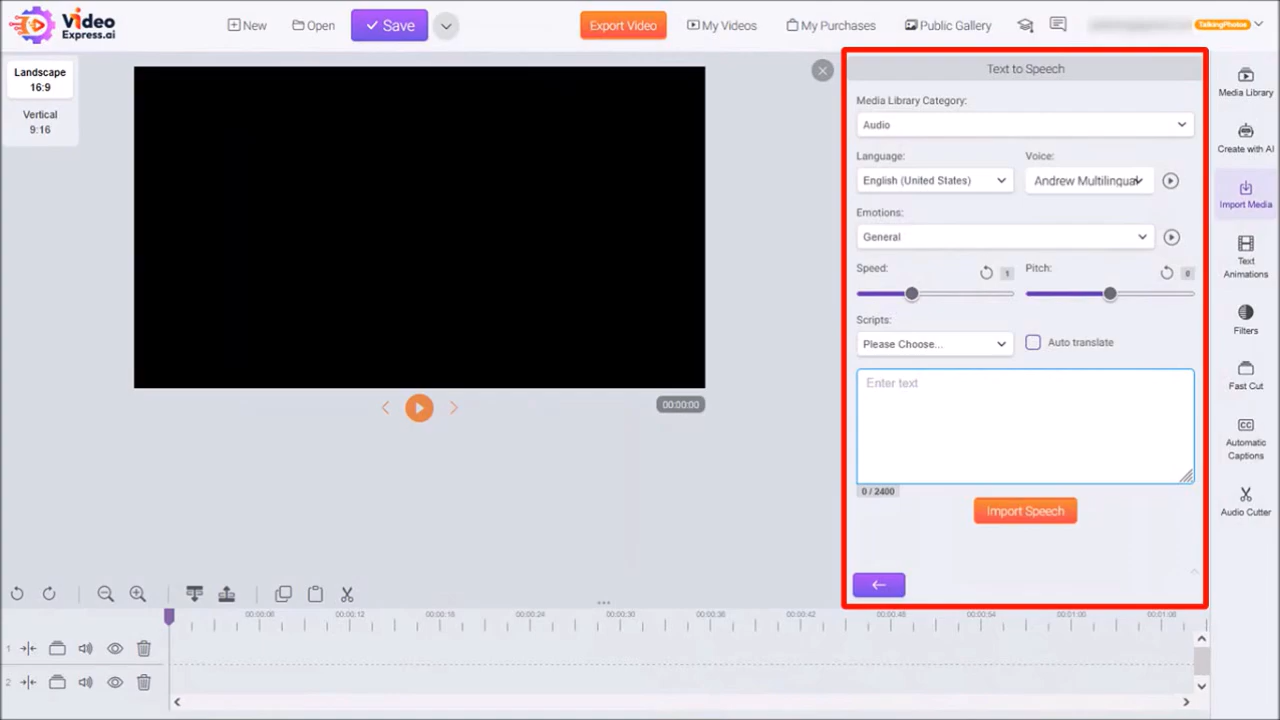 Video
Express.ai
New
Open
Save
Export Video
My Videos
My Purchases
Public Gallery
TalkingPhotos
Landscape
16:9
Vertical
9:16
Text to Speech
Media Library Category:
Audio
Language:
Voice:
English (United States)
Andrew Multilingual
Emotions:
General
Speed:
1
Pitch:
0
Scripts:
Please Choose...
Auto translate
Enter text
0 / 2400
Import Speech
00:00:00
Media Library
Create with AI
Import Media
Text
Animations
Filters
Fast Cut
CC
Automatic
Captions
Audio Cutter
00:00:06
00:00:12
00:00:18
00:00:24
00:00:30
00:00:36
00:00:42
00:00:48
00:00:54
00:01:06
00:01:06
1
2